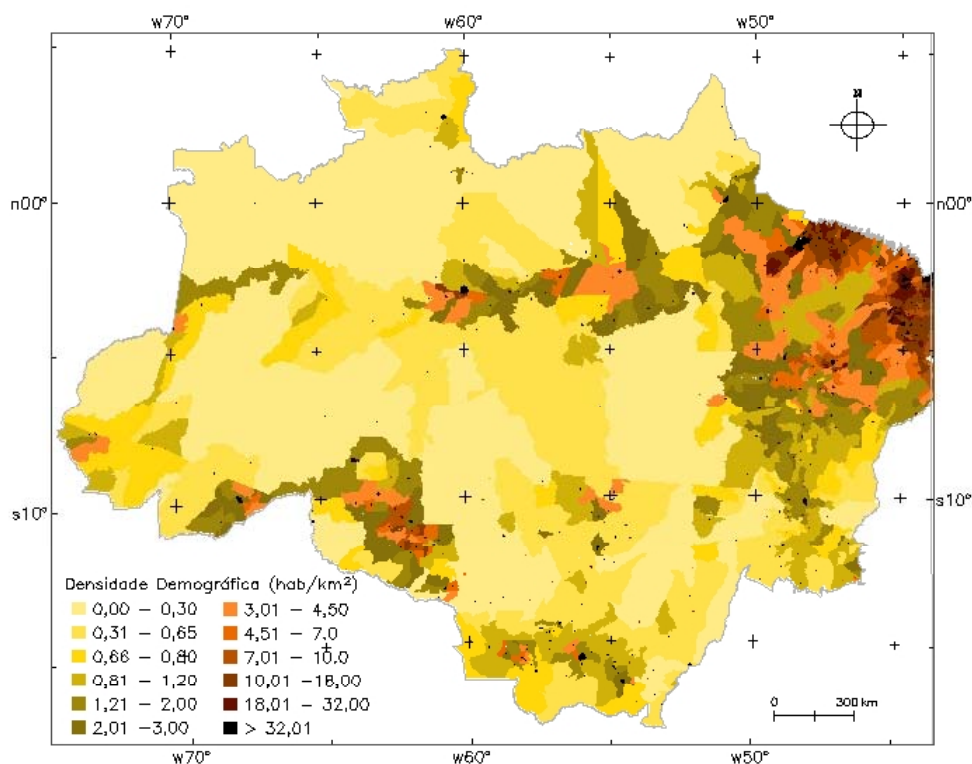 w70° w60° w50°
N
n00° n00°
s10° s10°
Densidade Demográfica (hab/km²)
0,00 – 0,30 3,01 – 4,50
0,31 – 0,65 4,51 – 7,0
0,66 – 0,80 7,01 – 10,0
0,81 – 1,20 10,01 –18,00
1,21 – 2,00 18,01 – 32,00
2,01 –3,00 > 32,01
0 300 km
w70° w60° w50°